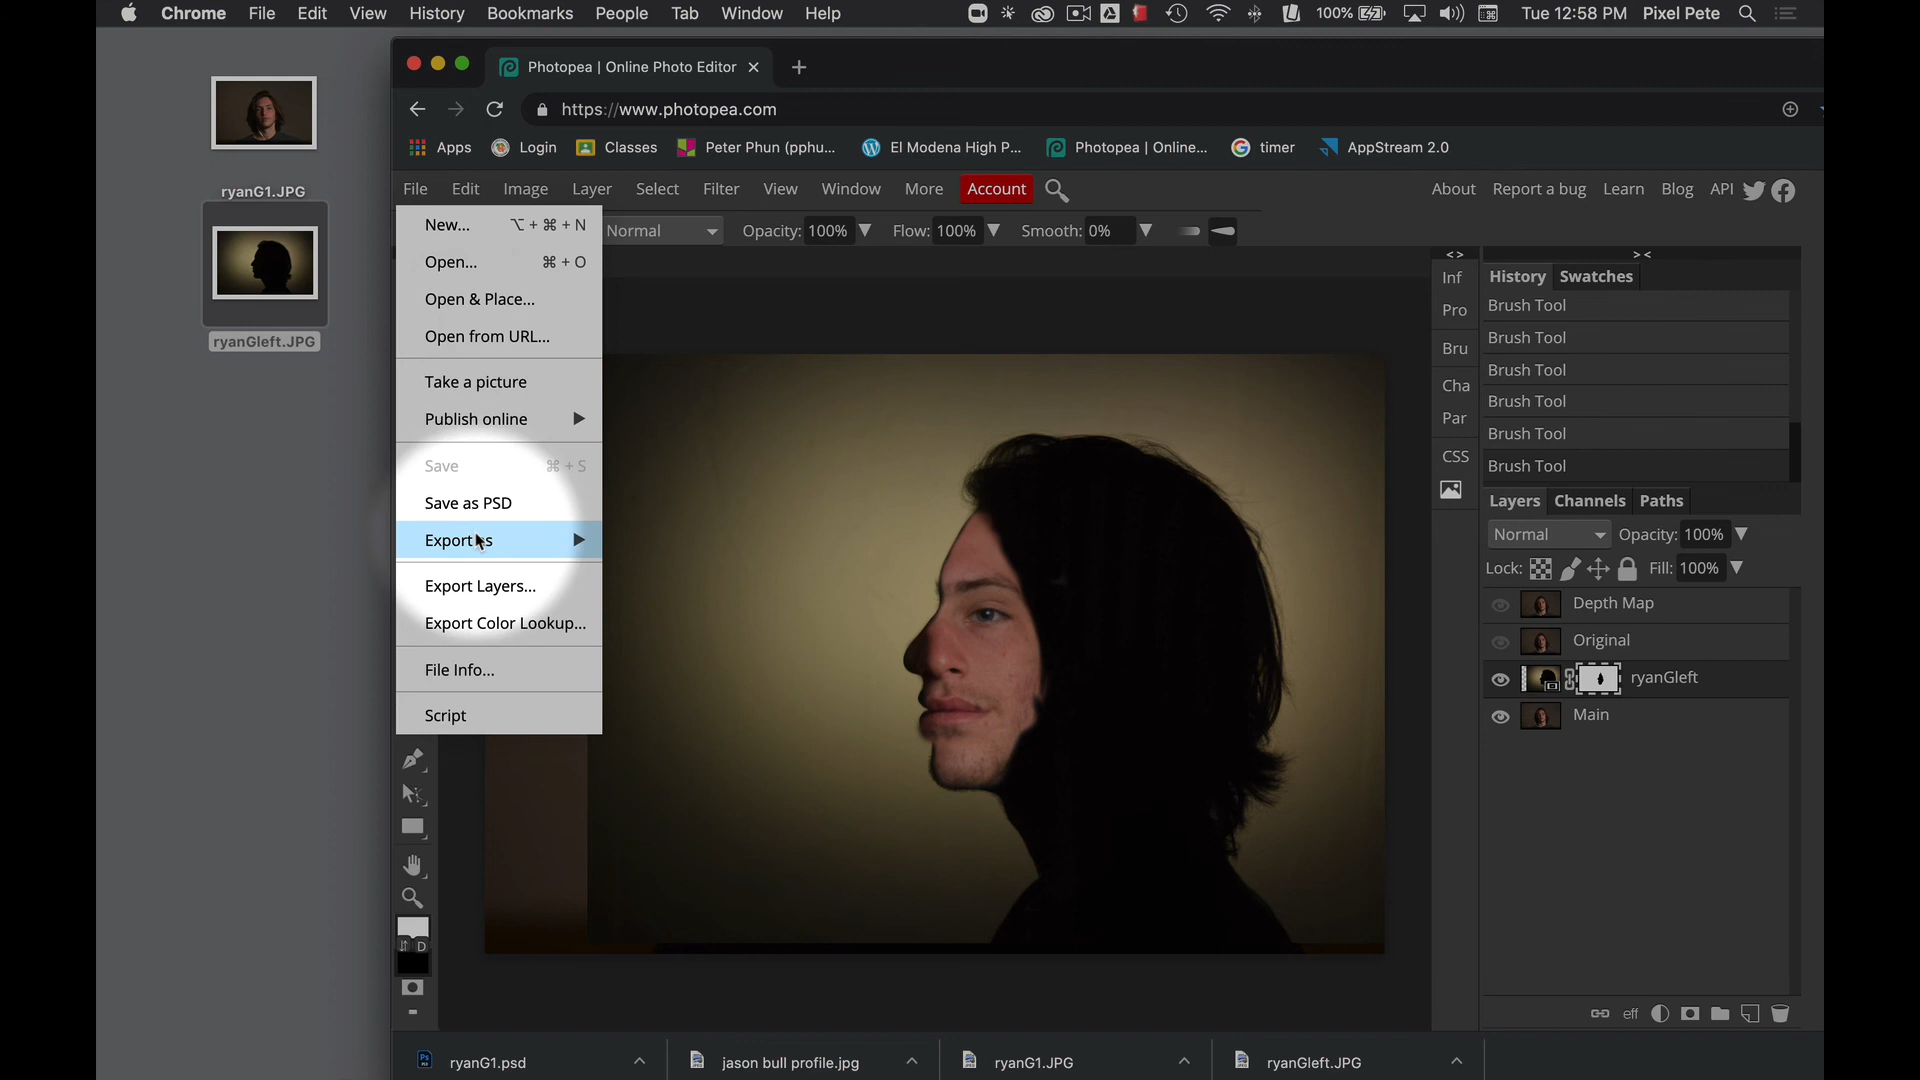 Chrome File Edit View History Bookmarks People Tab Window Help 100% Tue 12:58 PM Pixel Pete
Photopea | Online Photo Editor
https://www.photopea.com
Apps Login Classes Peter Phun (pphu... El Modena High P... Photopea | Online... timer AppStream 2.0
File Edit Image Layer Select Filter View Window More Account About Report a bug Learn Blog API
Normal Opacity: 100% Flow: 100% Smooth: 0%
ryanG1.JPG
ryanGleft.JPG
New... ⌥ + ⌘ + N
Open... ⌘ + O
Open & Place...
Open from URL...
Take a picture
Publish online
Save ⌘ + S
Save as PSD
Export as
Export Layers...
Export Color Lookup...
File Info...
Script
D
< >
Inf
Pro
Bru
Cha
Par
CSS
> <
History Swatches
Brush Tool
Brush Tool
Brush Tool
Brush Tool
Brush Tool
Brush Tool
Layers Channels Paths
Normal Opacity: 100%
Lock: Fill: 100%
Depth Map
Original
ryanGleft
Main
eff
ryanG1.psd jason bull profile.jpg ryanG1.JPG ryanGleft.JPG